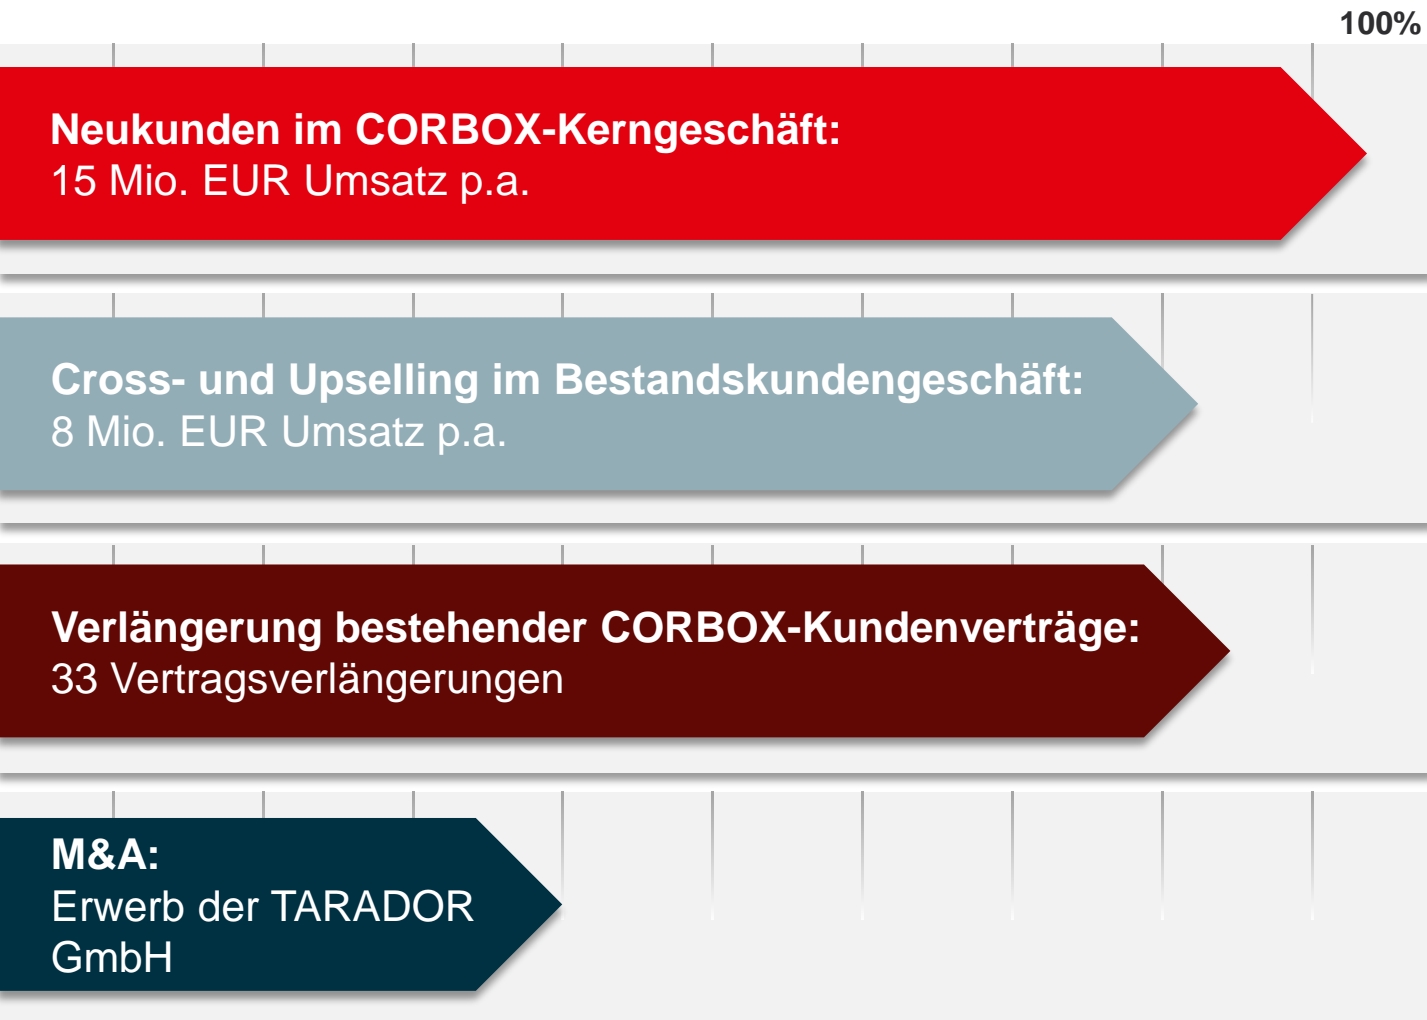 100%
Neukunden im CORBOX-Kerngeschäft:
15 Mio. EUR Umsatz p.a.
Cross- und Upselling im Bestandskundengeschäft:
8 Mio. EUR Umsatz p.a.
Verlängerung bestehender CORBOX-Kundenverträge:
33 Vertragsverlängerungen
M&A:
Erwerb der TARADOR
GmbH